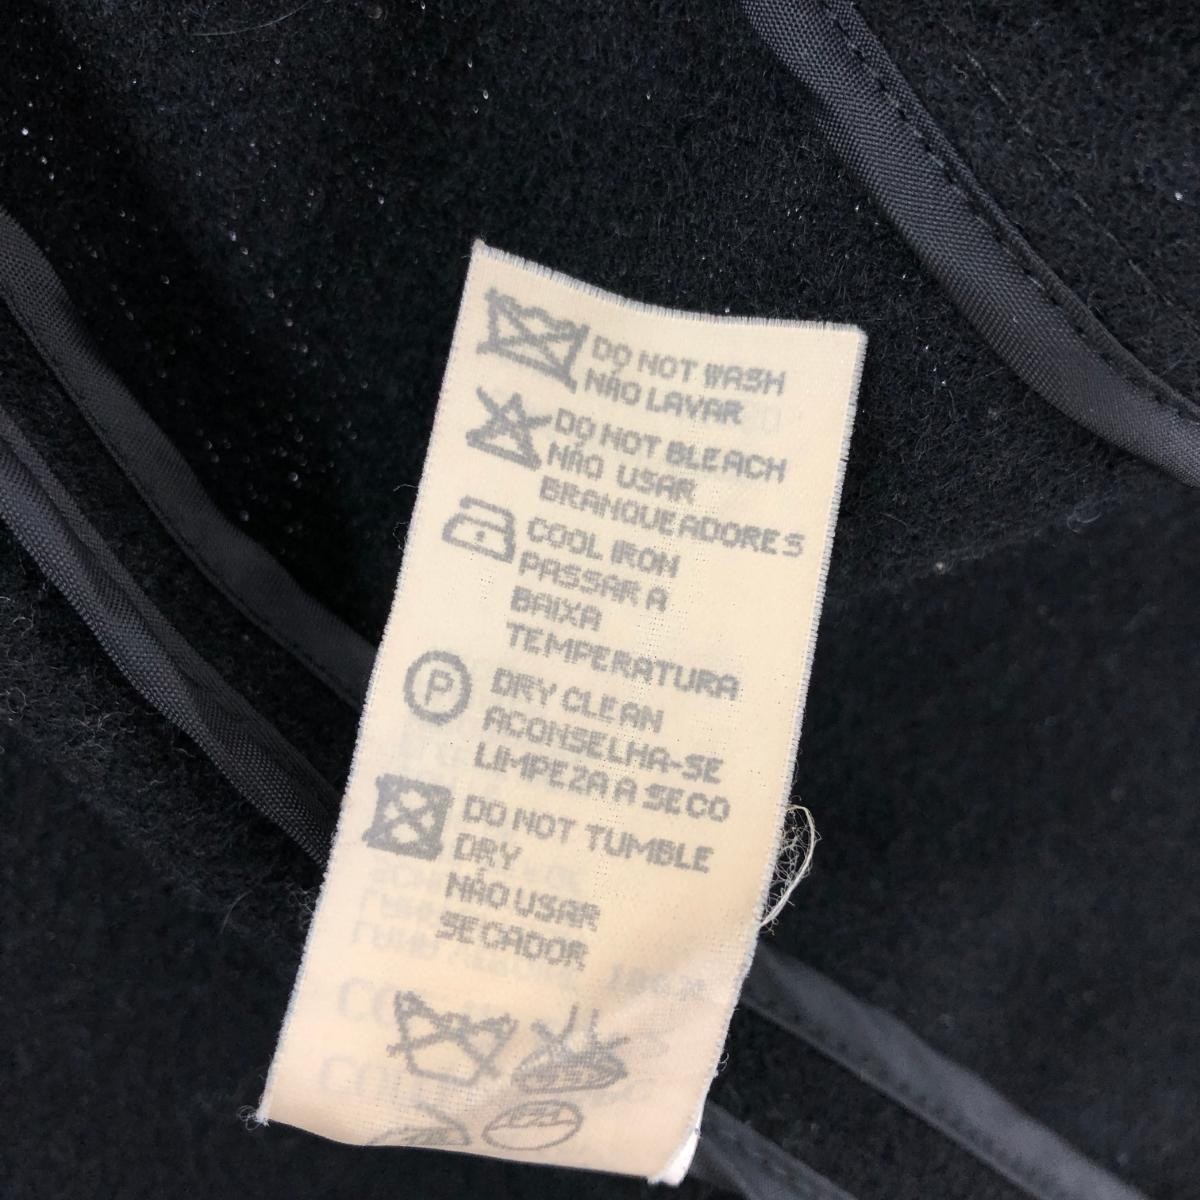 DO NOT WASH
NÃO LAVAR
DO NOT BLEACH
NÃO USAR
BRANQUEADORES
COOL IRON
PASSAR A
BAIXA
TEMPERATURA
P
DRY CLEAN
ACONSELHA-SE
LIMPEZA A SECO
DO NOT TUMBLE
DRY
NÃO USAR
SECADOR